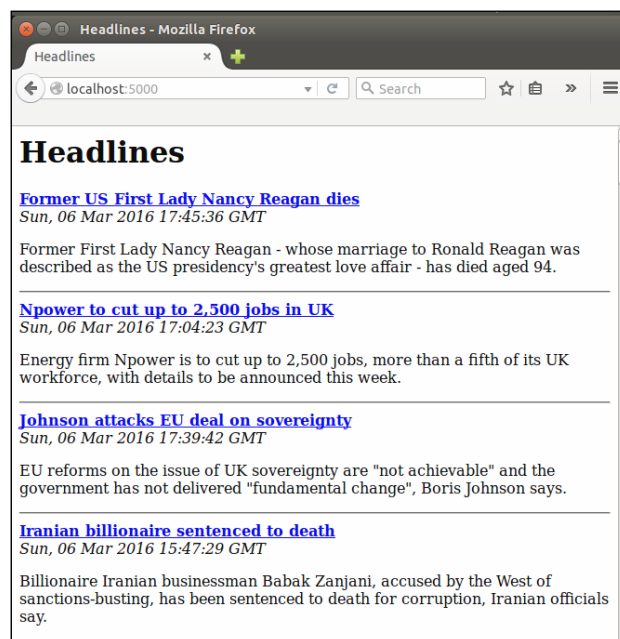 Headlines - Mozilla Firefox
Headlines
localhost:5000
Search
Headlines
Former US First Lady Nancy Reagan dies
Sun, 06 Mar 2016 17:45:36 GMT
Former First Lady Nancy Reagan - whose marriage to Ronald Reagan was
described as the US presidency's greatest love affair - has died aged 94.
Npower to cut up to 2,500 jobs in UK
Sun, 06 Mar 2016 17:04:23 GMT
Energy firm Npower is to cut up to 2,500 jobs, more than a fifth of its UK
workforce, with details to be announced this week.
Johnson attacks EU deal on sovereignty
Sun, 06 Mar 2016 17:39:42 GMT
EU reforms on the issue of UK sovereignty are "not achievable" and the
government has not delivered "fundamental change", Boris Johnson says.
Iranian billionaire sentenced to death
Sun, 06 Mar 2016 15:47:29 GMT
Billionaire Iranian businessman Babak Zanjani, accused by the West of
sanctions-busting, has been sentenced to death for corruption, Iranian officials
say.